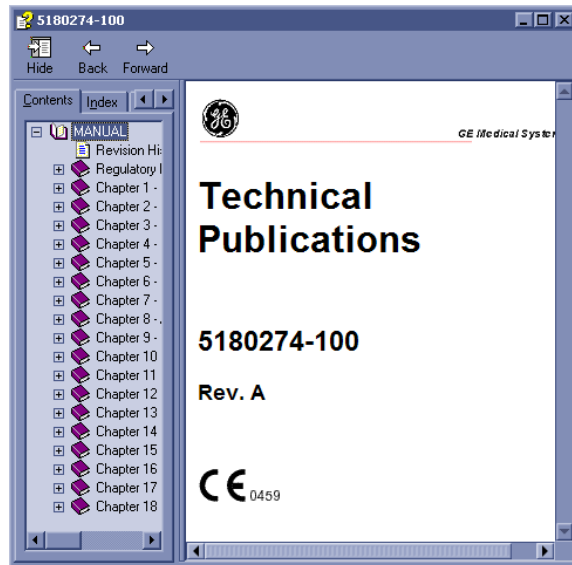 5180274-100
Hide Back Forward
Contents Index
MANUAL
Revision Hi
Regulatory
Chapter 1 -
Chapter 2 -
Chapter 3 -
Chapter 4 -
Chapter 5 -
Chapter 6 -
Chapter 7 -
Chapter 8 - .
Chapter 9 -
Chapter 10
Chapter 11
Chapter 12
Chapter 13
Chapter 14
Chapter 15
Chapter 16
Chapter 17
Chapter 18
GE
GE Medical System
Technical
Publications
5180274-100
Rev. A
CE 0459